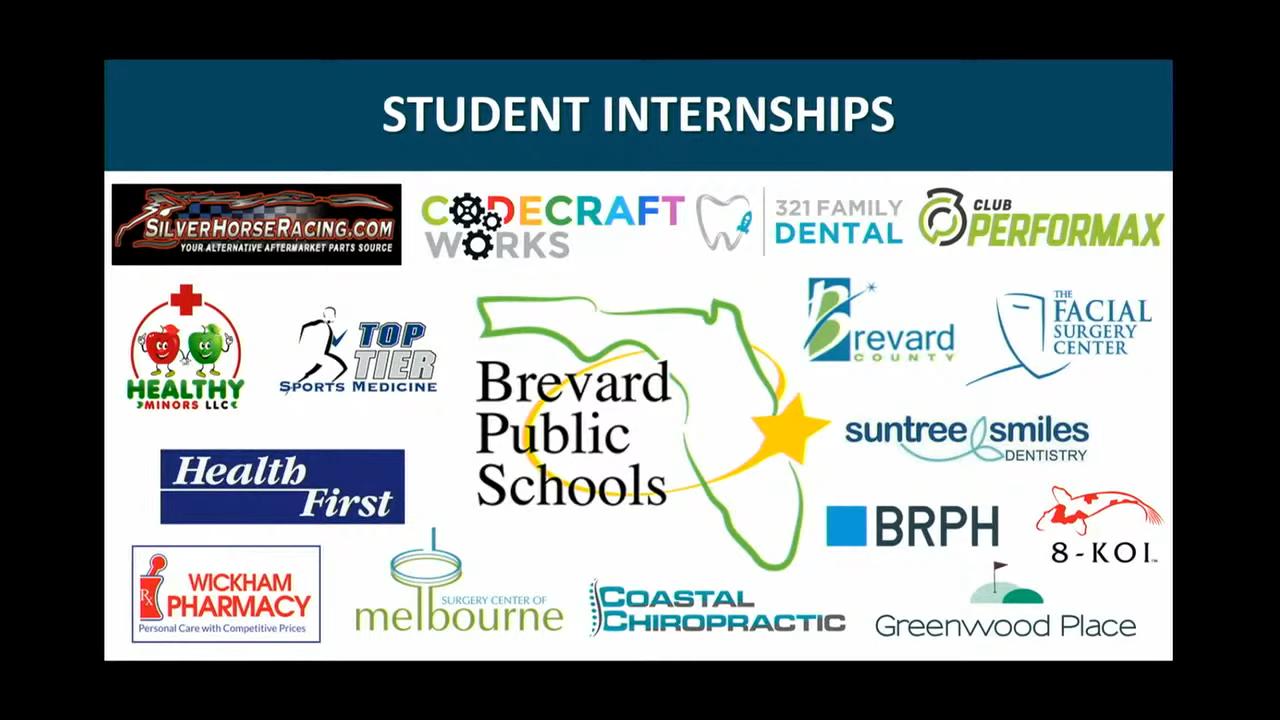 STUDENT INTERNSHIPS
SILVERHORSERACING.COM
YOUR ALTERNATIVE AFTERMARKET PARTS SOURCE
CODECRAFT
WORKS
321 FAMILY
DENTAL
CLUB
PERFORMAX
HEALTHY
MINORS LLC
TOP
TIER
SPORTS MEDICINE
Brevard
Public
Schools
Brevard
COUNTY
THE
FACIAL
SURGERY
CENTER
suntree smiles
DENTISTRY
Health
First
BRPH
8-KOI™
Rx
WICKHAM
PHARMACY
Personal Care with Competitive Prices
SURGERY CENTER OF
melbourne
COASTAL
CHIROPRACTIC
Greenwood Place